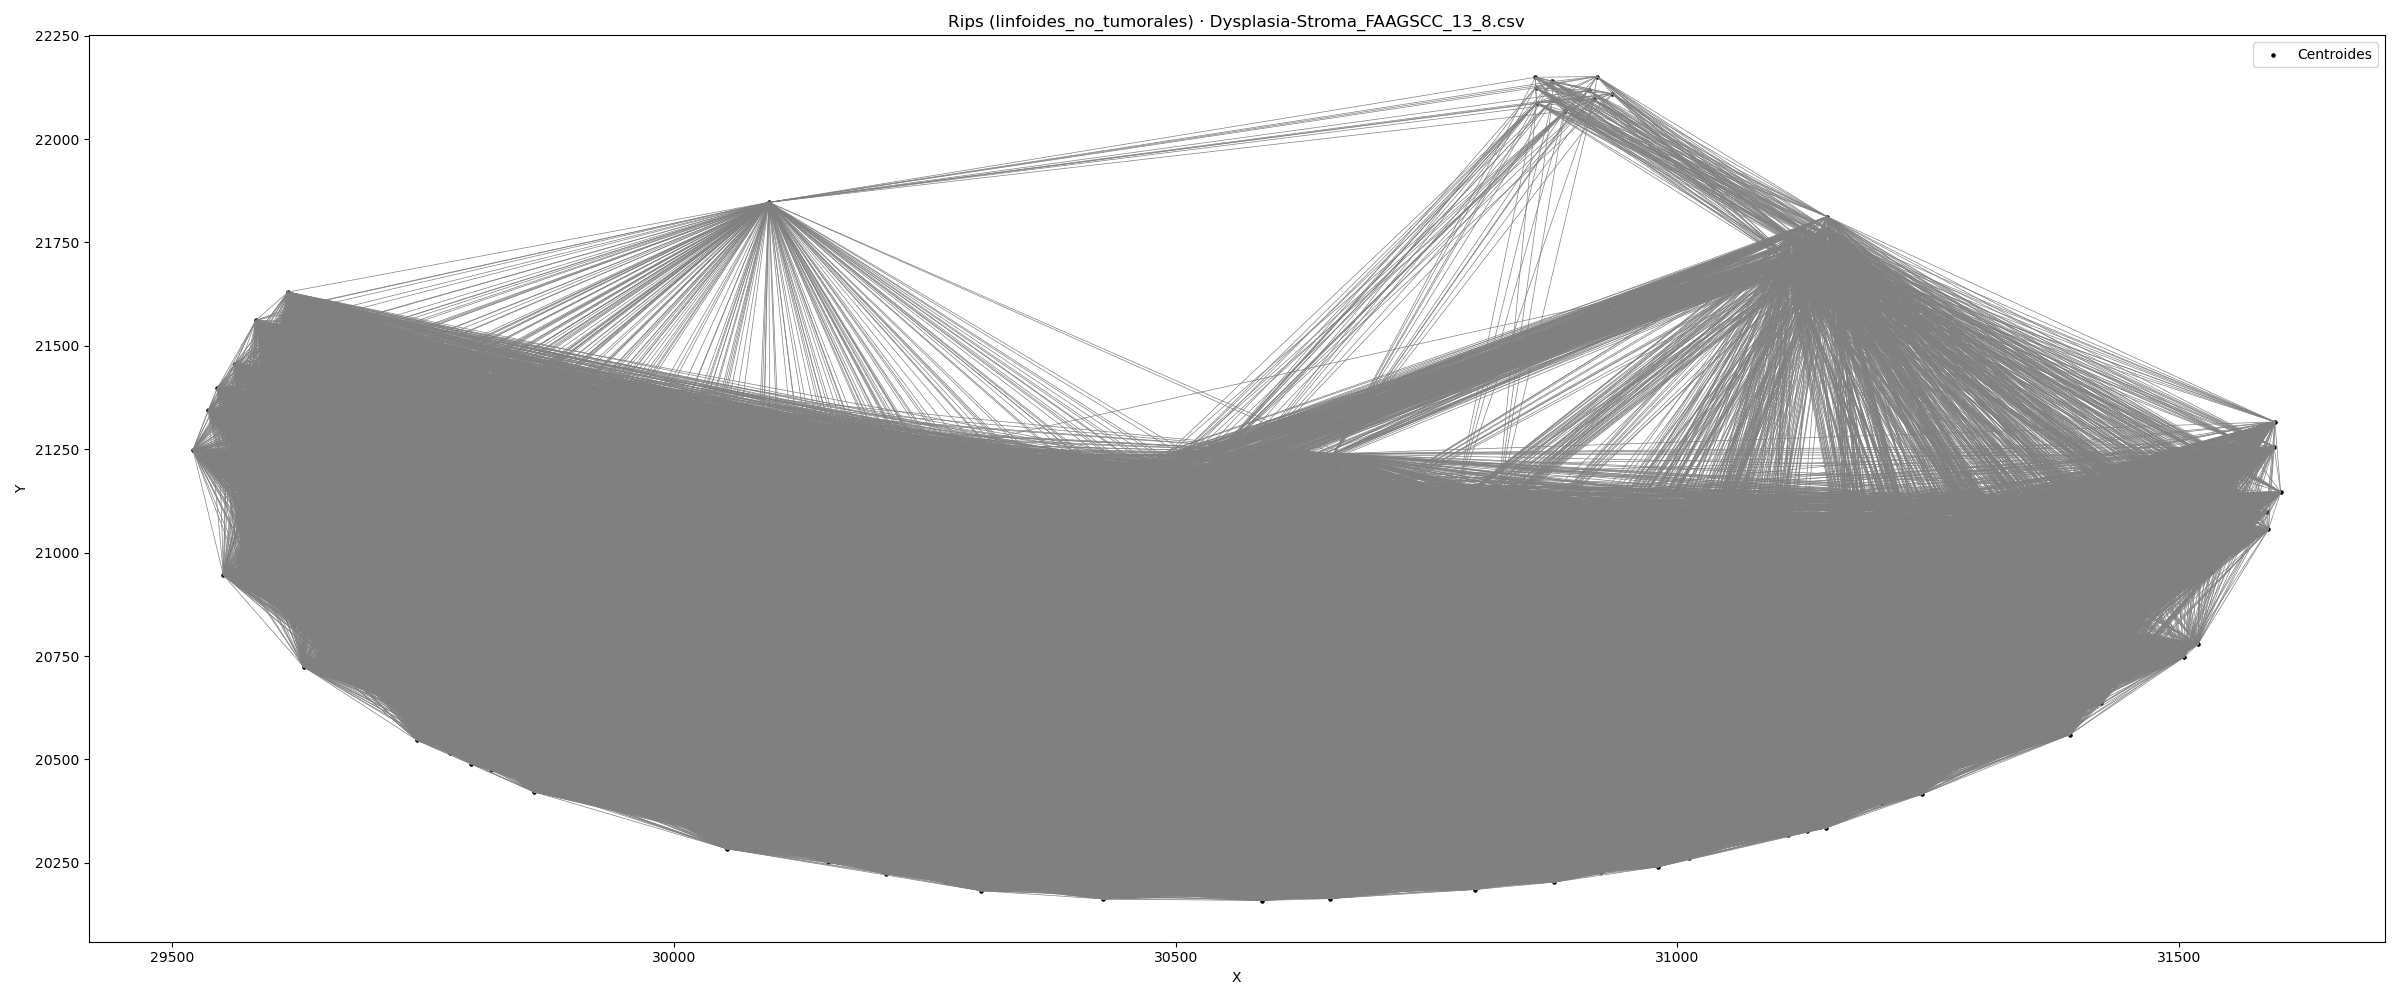 Rips (linfoides_no_tumorales) · Dysplasia-Stroma_FAAGSCC_13_8.csv
Centroides
22250
22000
21750
21500
21250
21000
20750
20500
20250
Y
29500 30000 30500 31000 31500
X